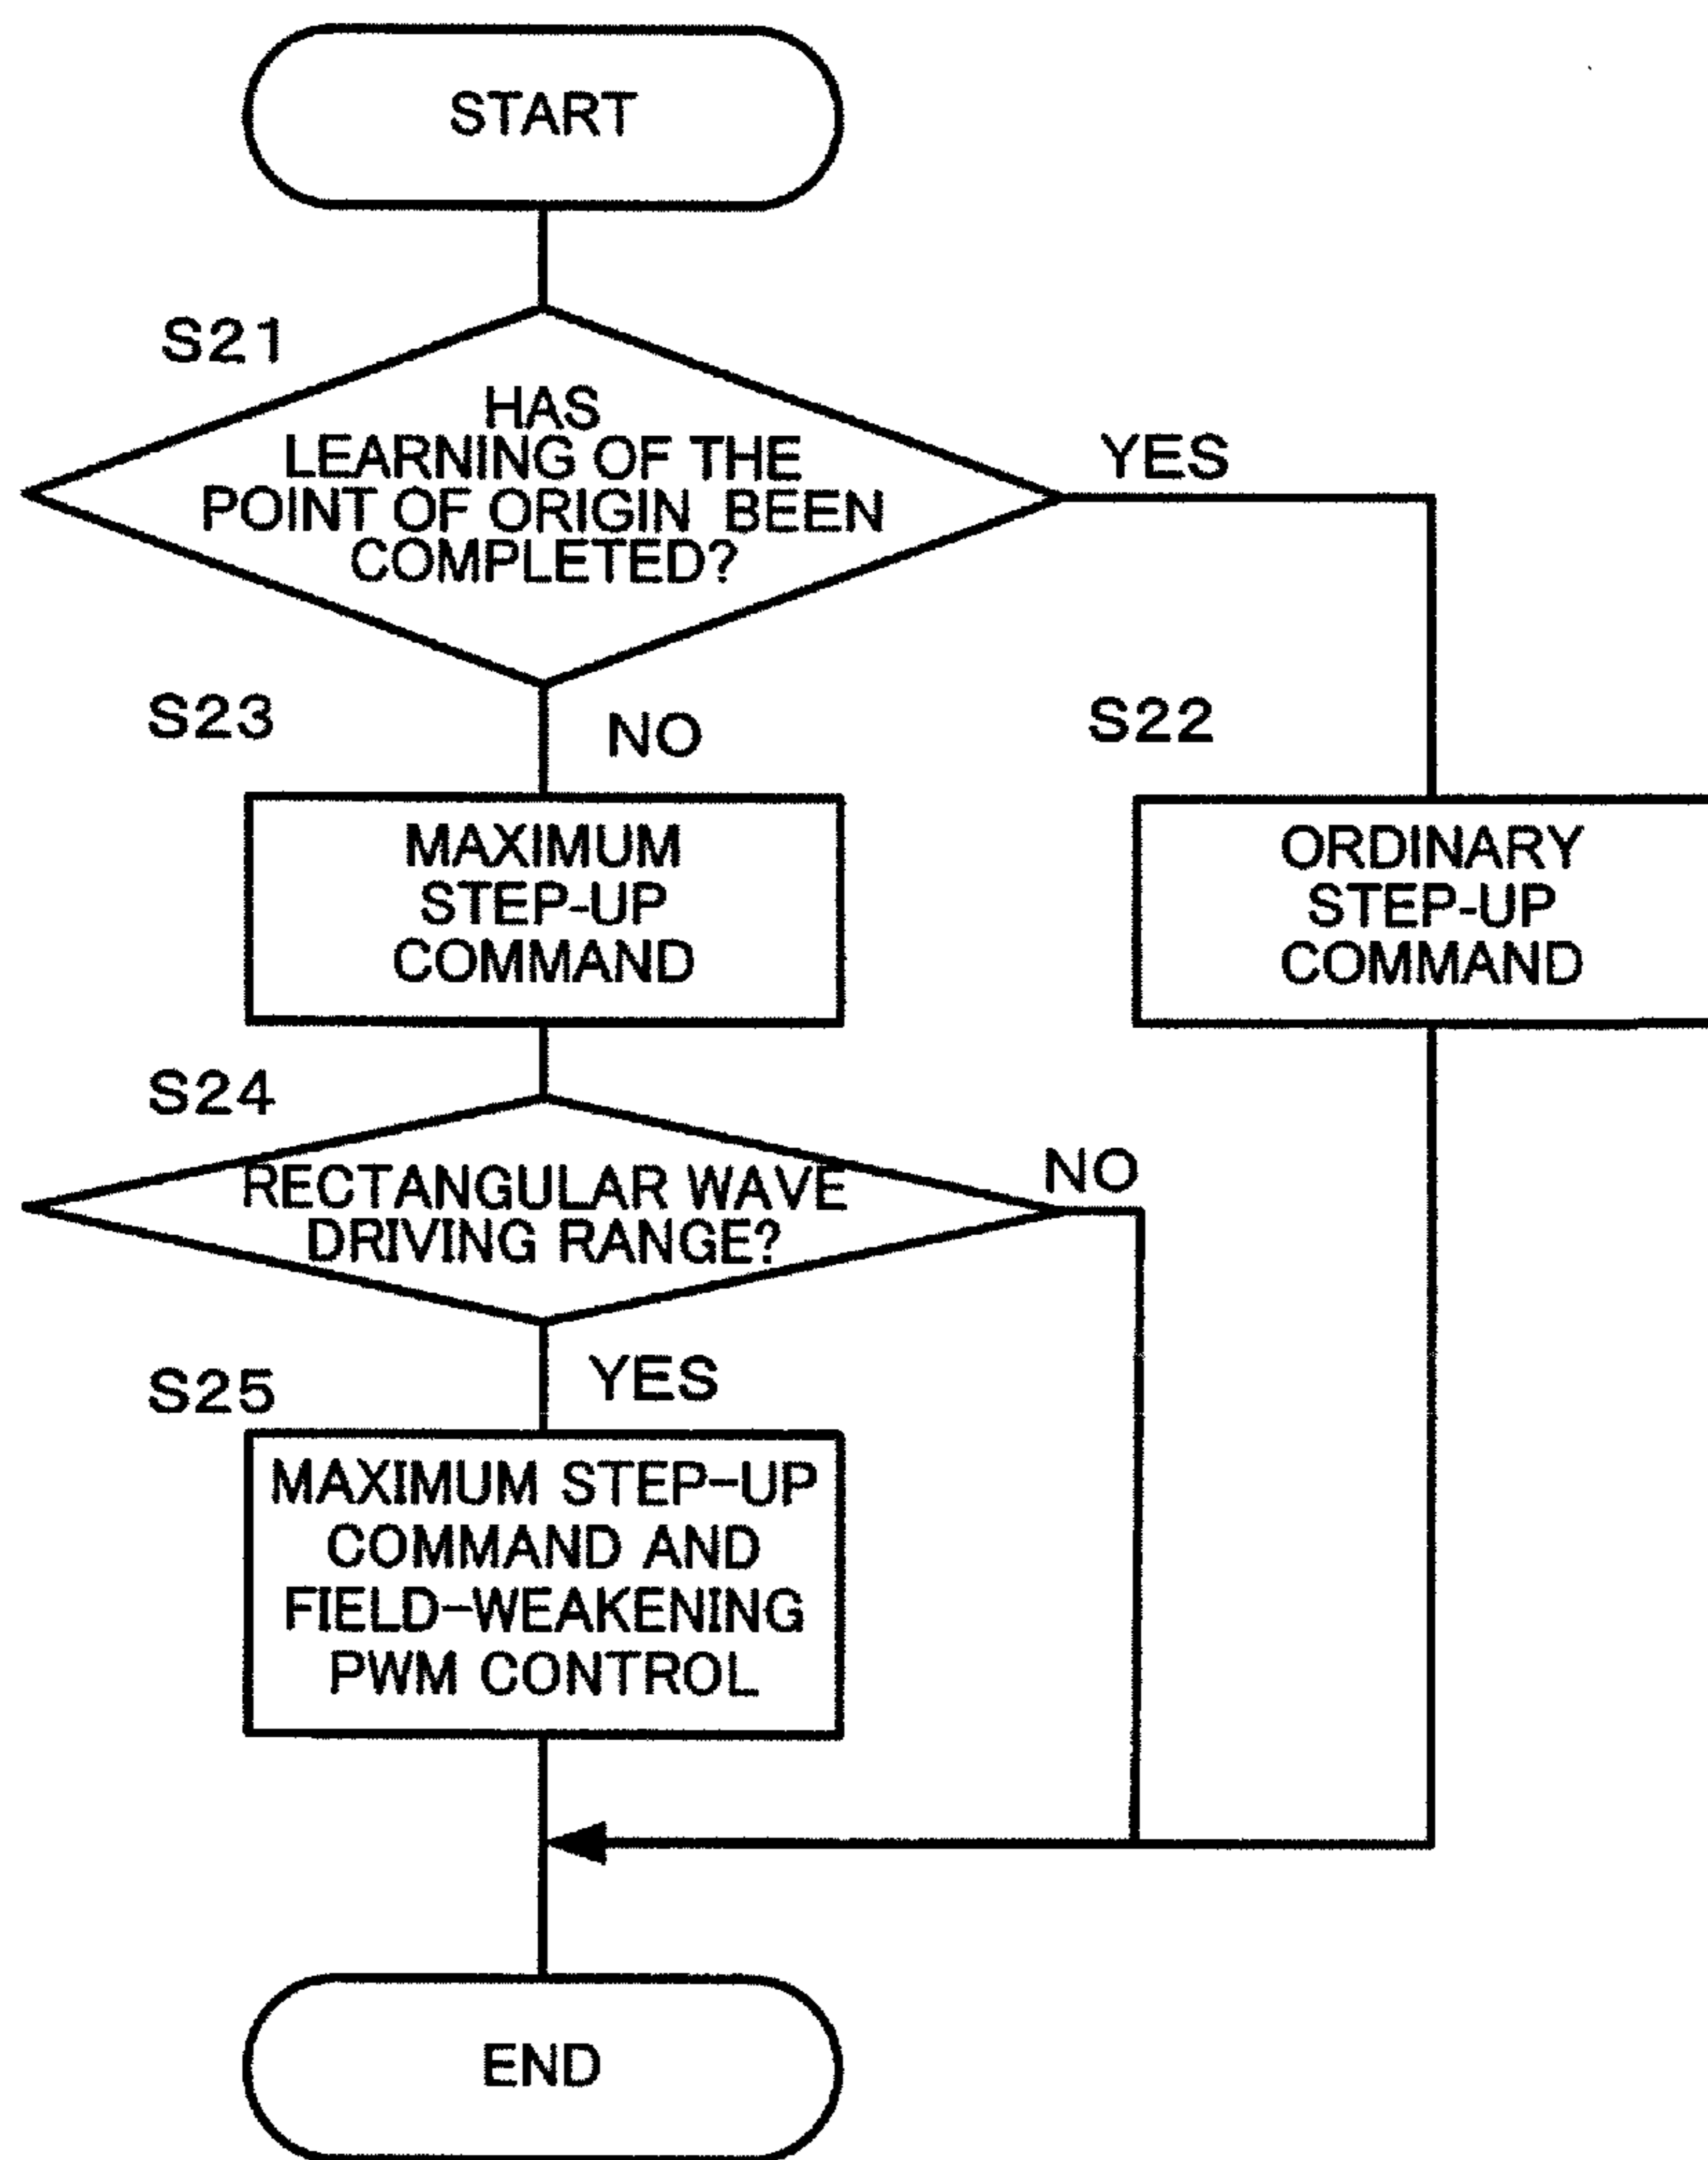 START
S21
HAS
LEARNING OF THE
POINT OF ORIGIN BEEN
COMPLETED?
YES
S23
NO
S22
MAXIMUM
STEP-UP
COMMAND
ORDINARY
STEP-UP
COMMAND
S24
RECTANGULAR WAVE
DRIVING RANGE?
NO
S25
YES
MAXIMUM STEP-UP
COMMAND AND
FIELD-WEAKENING
PWM CONTROL
END